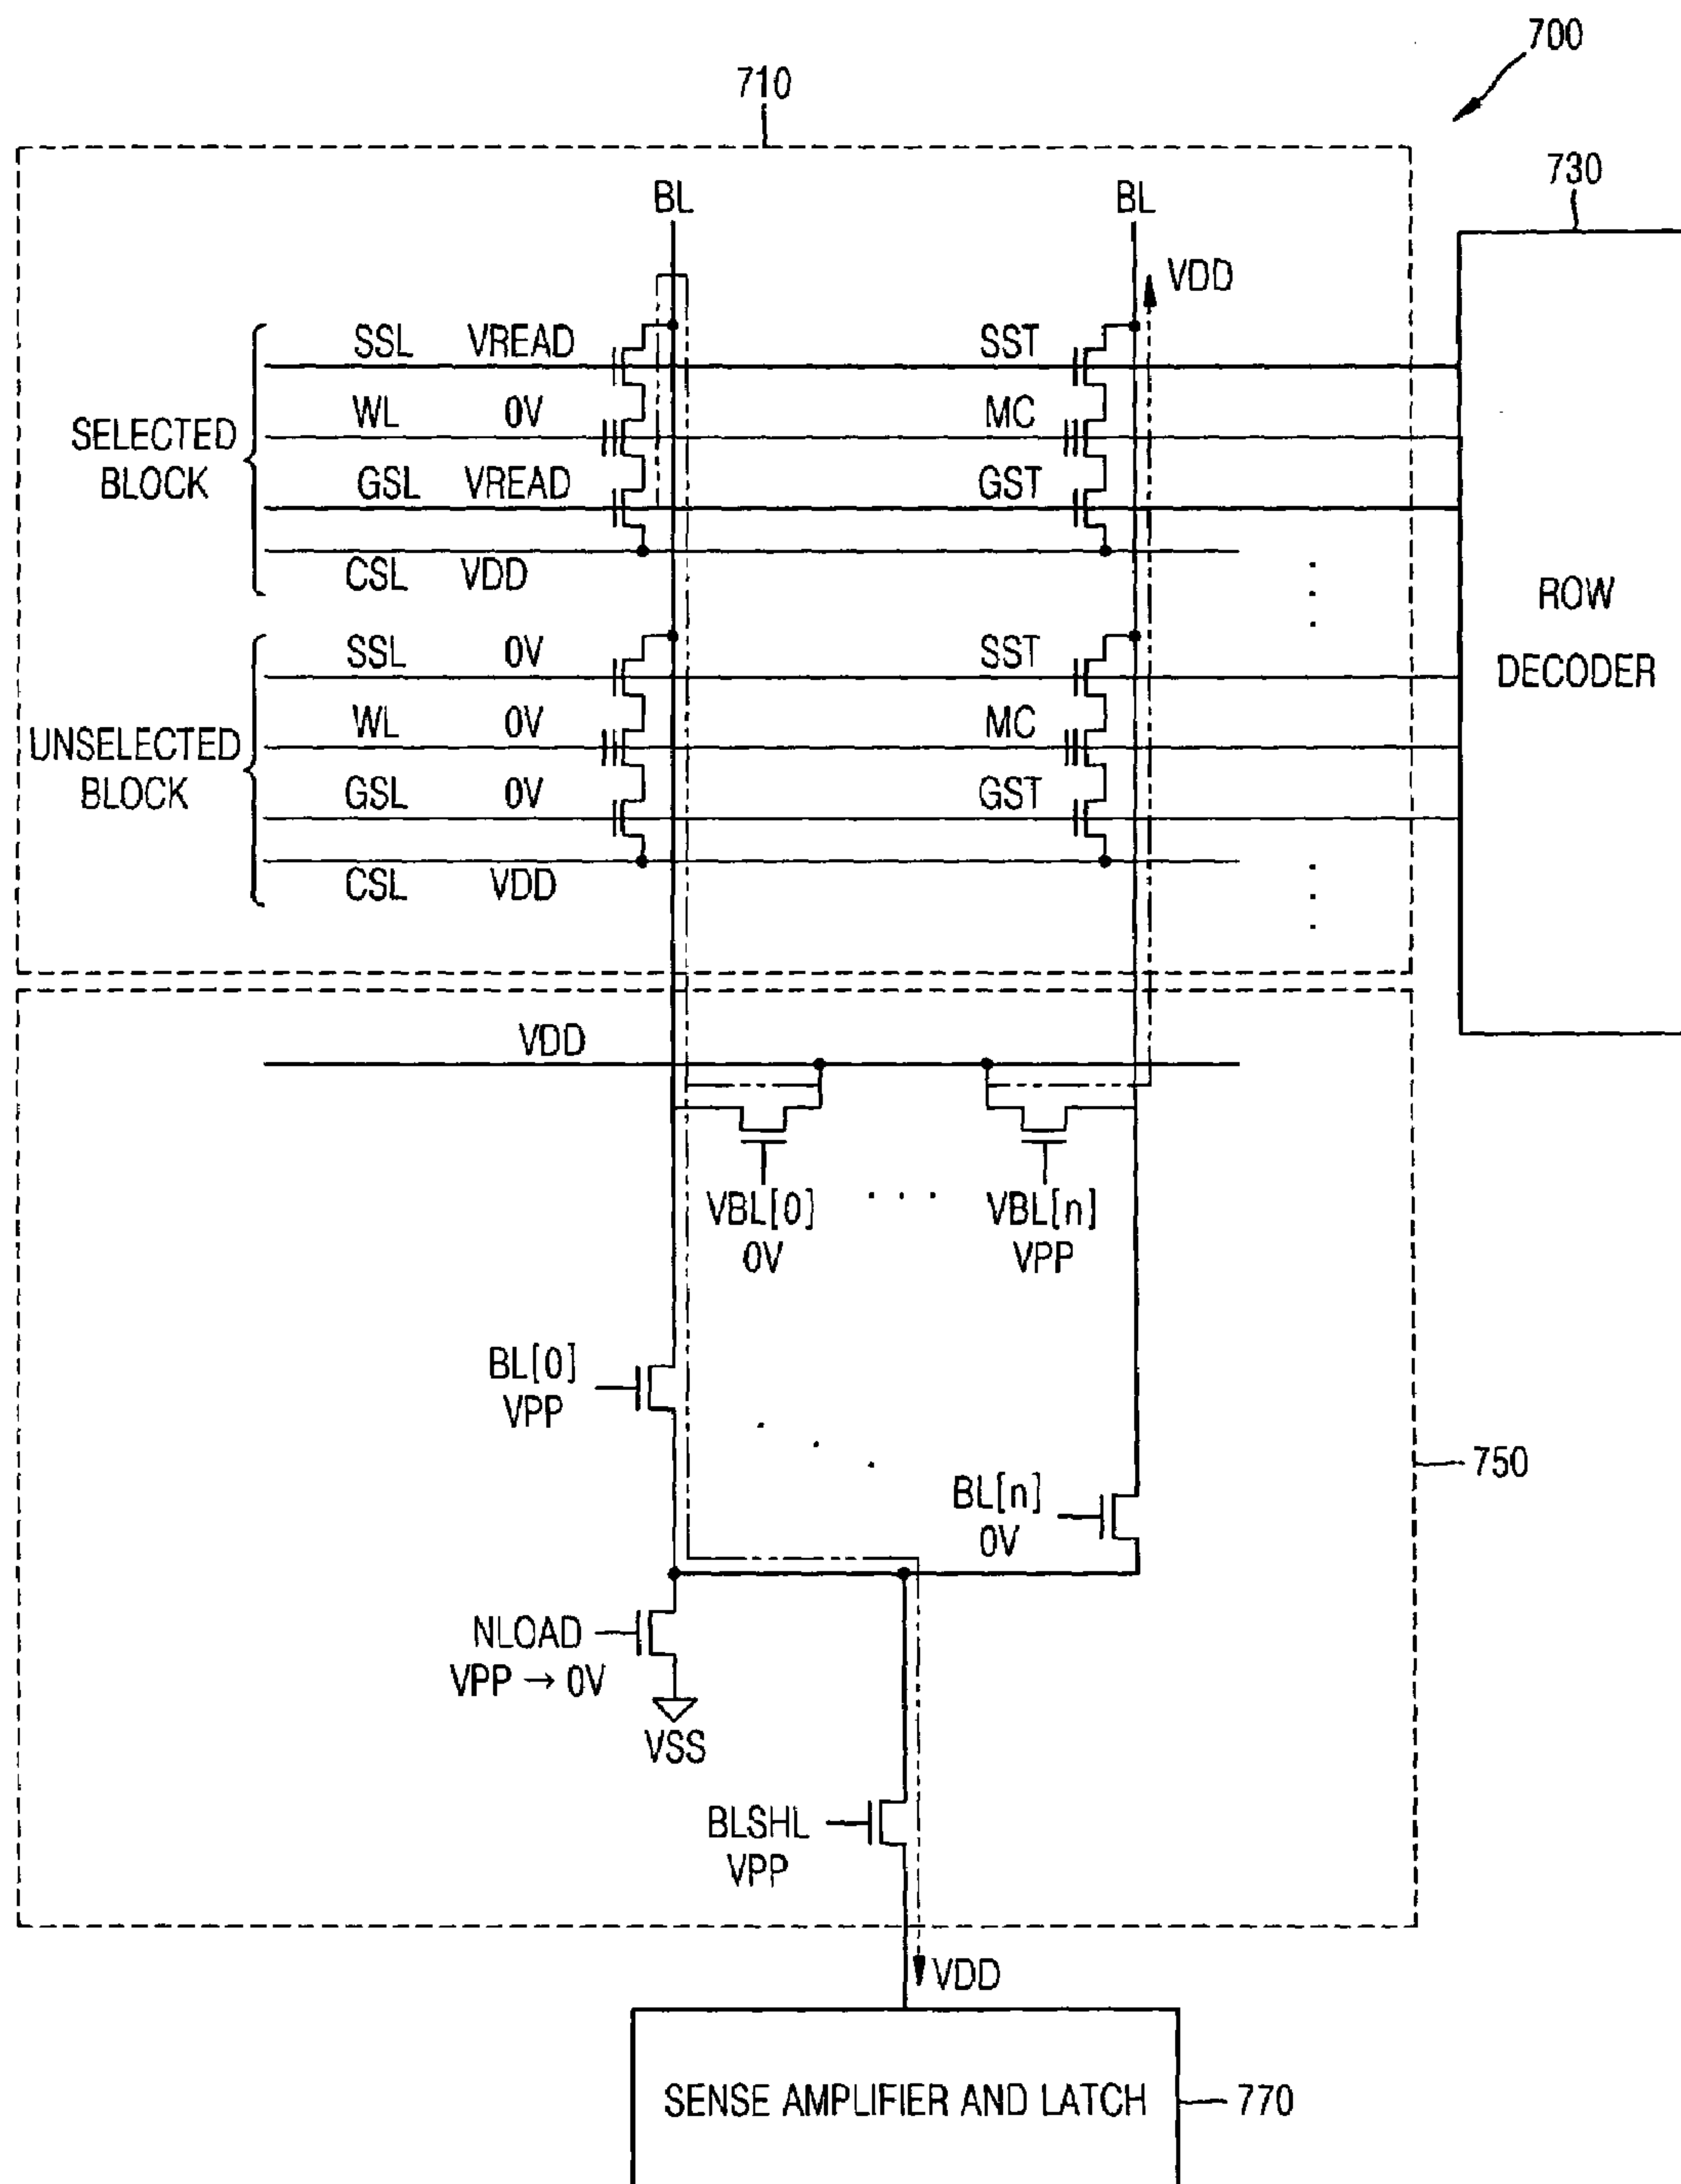 700
710
730
BL BL
VDD
SSL VREAD SST
WL 0V MC
GSL VREAD GST
CSL VDD
SELECTED
BLOCK
ROW
DECODER
SSL 0V SST
WL 0V MC
GSL 0V GST
CSL VDD
UNSELECTED
BLOCK
VDD
VBL[0] · · · VBL[n]
0V VPP
BL[0]
VPP
750
BL[n]
0V
NLOAD
VPP → 0V
VSS
BLSHL
VPP
VDD
SENSE AMPLIFIER AND LATCH
770